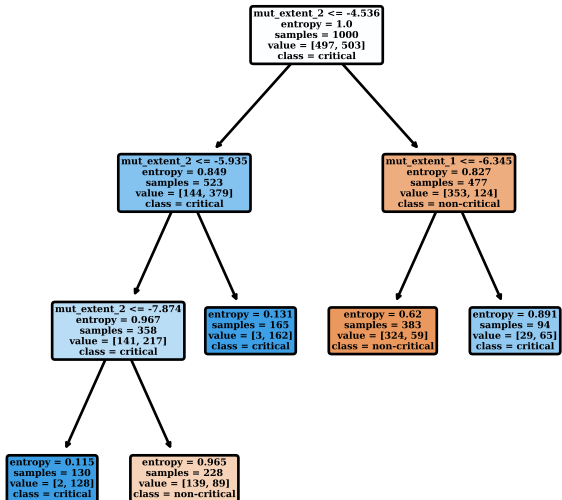 mut_extent_2 <= -4.536
entropy = 1.0
samples = 1000
value = [497, 503]
class = critical
mut_extent_2 <= -5.935
entropy = 0.849
samples = 523
value = [144, 379]
class = critical
mut_extent_1 <= -6.345
entropy = 0.827
samples = 477
value = [353, 124]
class = non-critical
mut_extent_2 <= -7.874
entropy = 0.967
samples = 358
value = [141, 217]
class = critical
entropy = 0.131
samples = 165
value = [3, 162]
class = critical
entropy = 0.62
samples = 383
value = [324, 59]
class = non-critical
entropy = 0.891
samples = 94
value = [29, 65]
class = critical
entropy = 0.115
samples = 130
value = [2, 128]
class = critical
entropy = 0.965
samples = 228
value = [139, 89]
class = non-critical